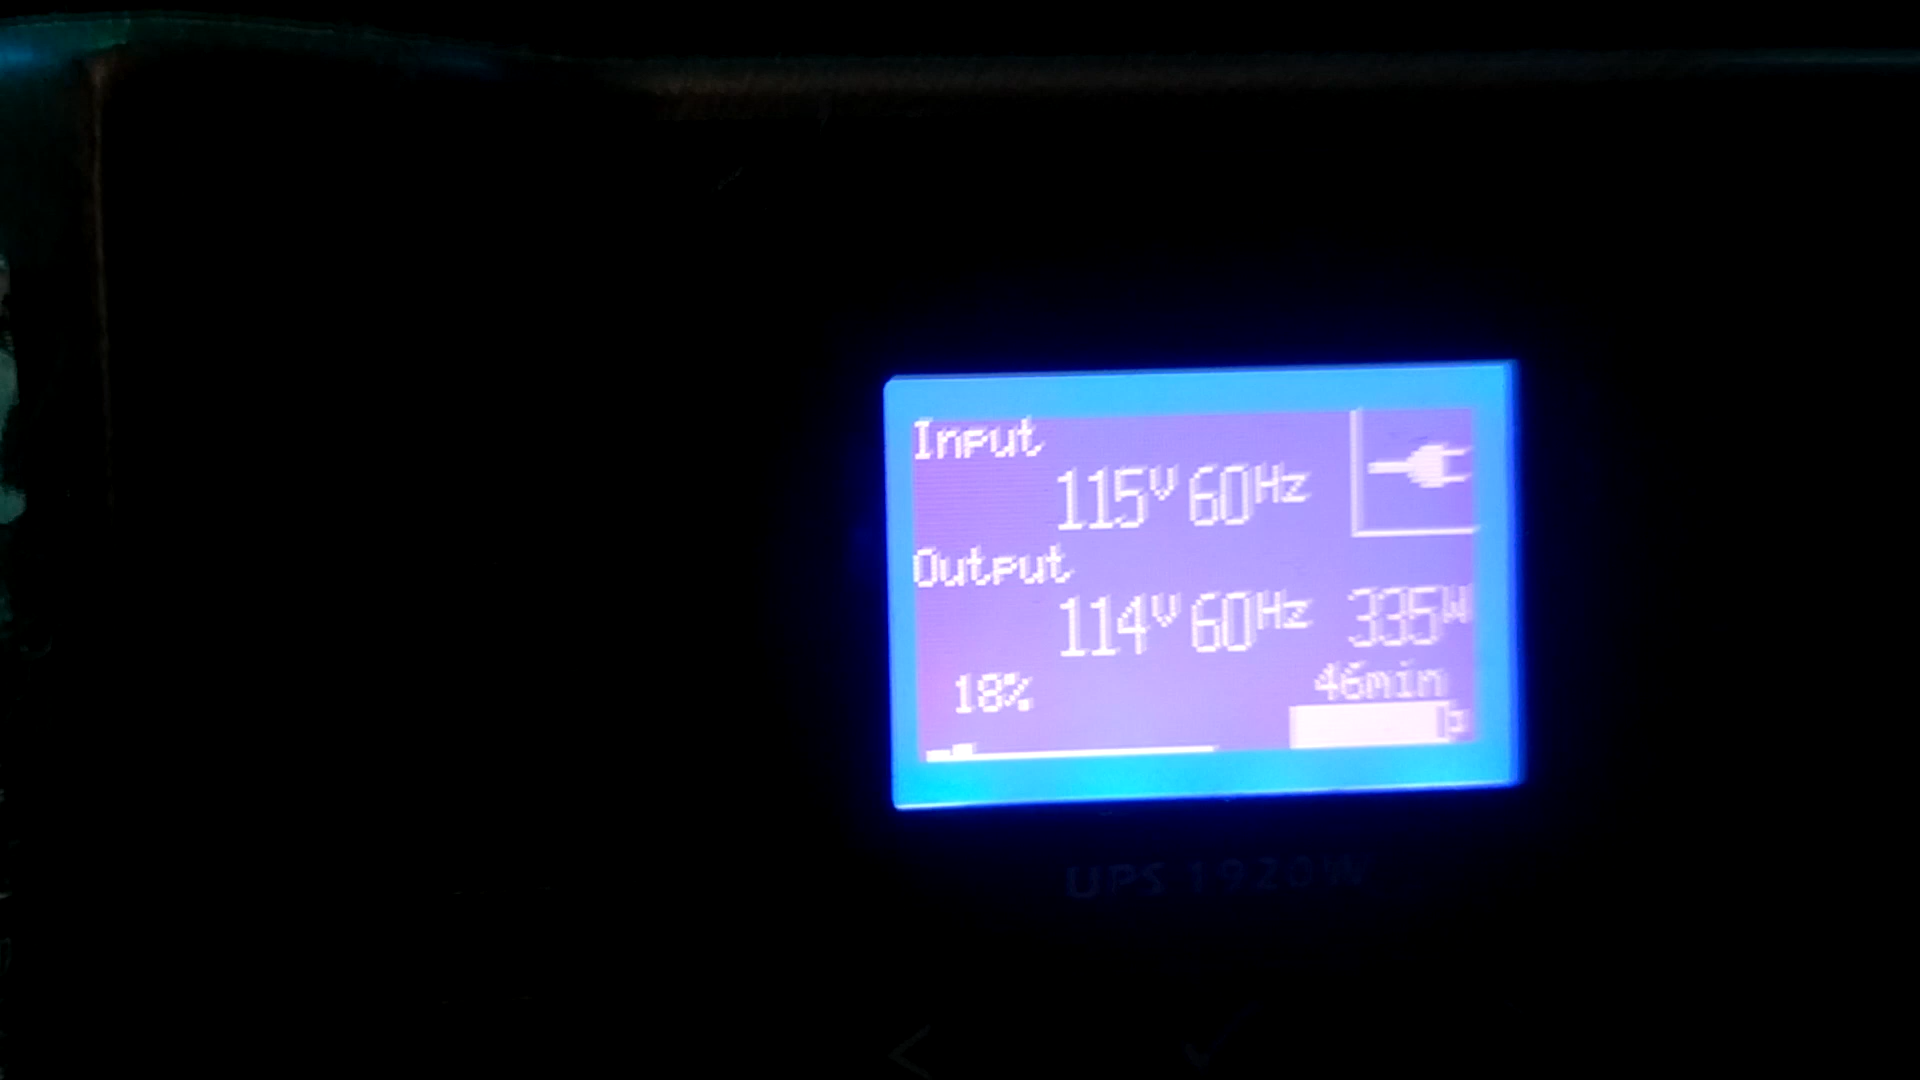 Input
115V 60Hz
Output
114V 60Hz 335W
18%
46min
UPS 1920W